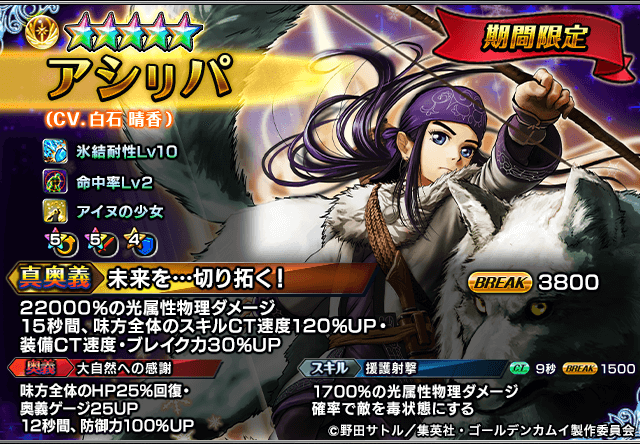 期間限定
アシㇼパ
(CV.白石 晴香)
氷結耐性Lv10
命中率Lv2
アイヌの少女
5 5 4
真奥義 未来を…切り拓く! BREAK 3800
22000%の光属性物理ダメージ
15秒間、味方全体のスキルCT速度120%UP・
装備CT速度・ブレイク力30%UP
奥義 大自然への感謝
味方全体のHP25%回復・
奥義ゲージ25UP
12秒間、防御力100%UP
スキル 援護射撃 CT 9秒 BREAK 1500
1700%の光属性物理ダメージ
確率で敵を毒状態にする
©野田サトル/集英社・ゴールデンカムイ製作委員会